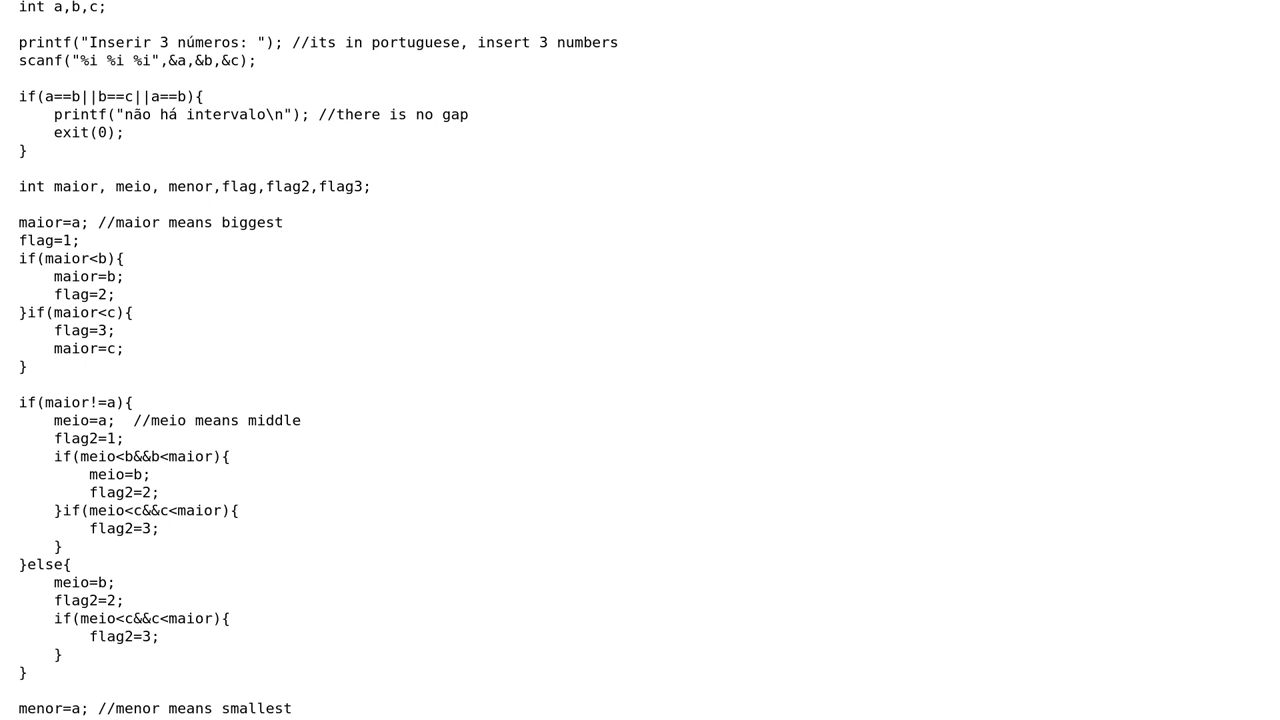 int a,b,c;
printf("Inserir 3 números: "); //its in portuguese, insert 3 numbers
scanf("%i %i %i",&a,&b,&c);
if(a==b||b==c||a==b){
    printf("não há intervalo\n"); //there is no gap
    exit(0);
}
int maior, meio, menor,flag,flag2,flag3;
maior=a; //maior means biggest
flag=1;
if(maior<b){
    maior=b;
    flag=2;
}if(maior<c){
    flag=3;
    maior=c;
}
if(maior!=a){
    meio=a;  //meio means middle
    flag2=1;
    if(meio<b&&b<maior){
        meio=b;
        flag2=2;
    }if(meio<c&&c<maior){
        flag2=3;
    }
}else{
    meio=b;
    flag2=2;
    if(meio<c&&c<maior){
        flag2=3;
    }
}
menor=a; //menor means smallest